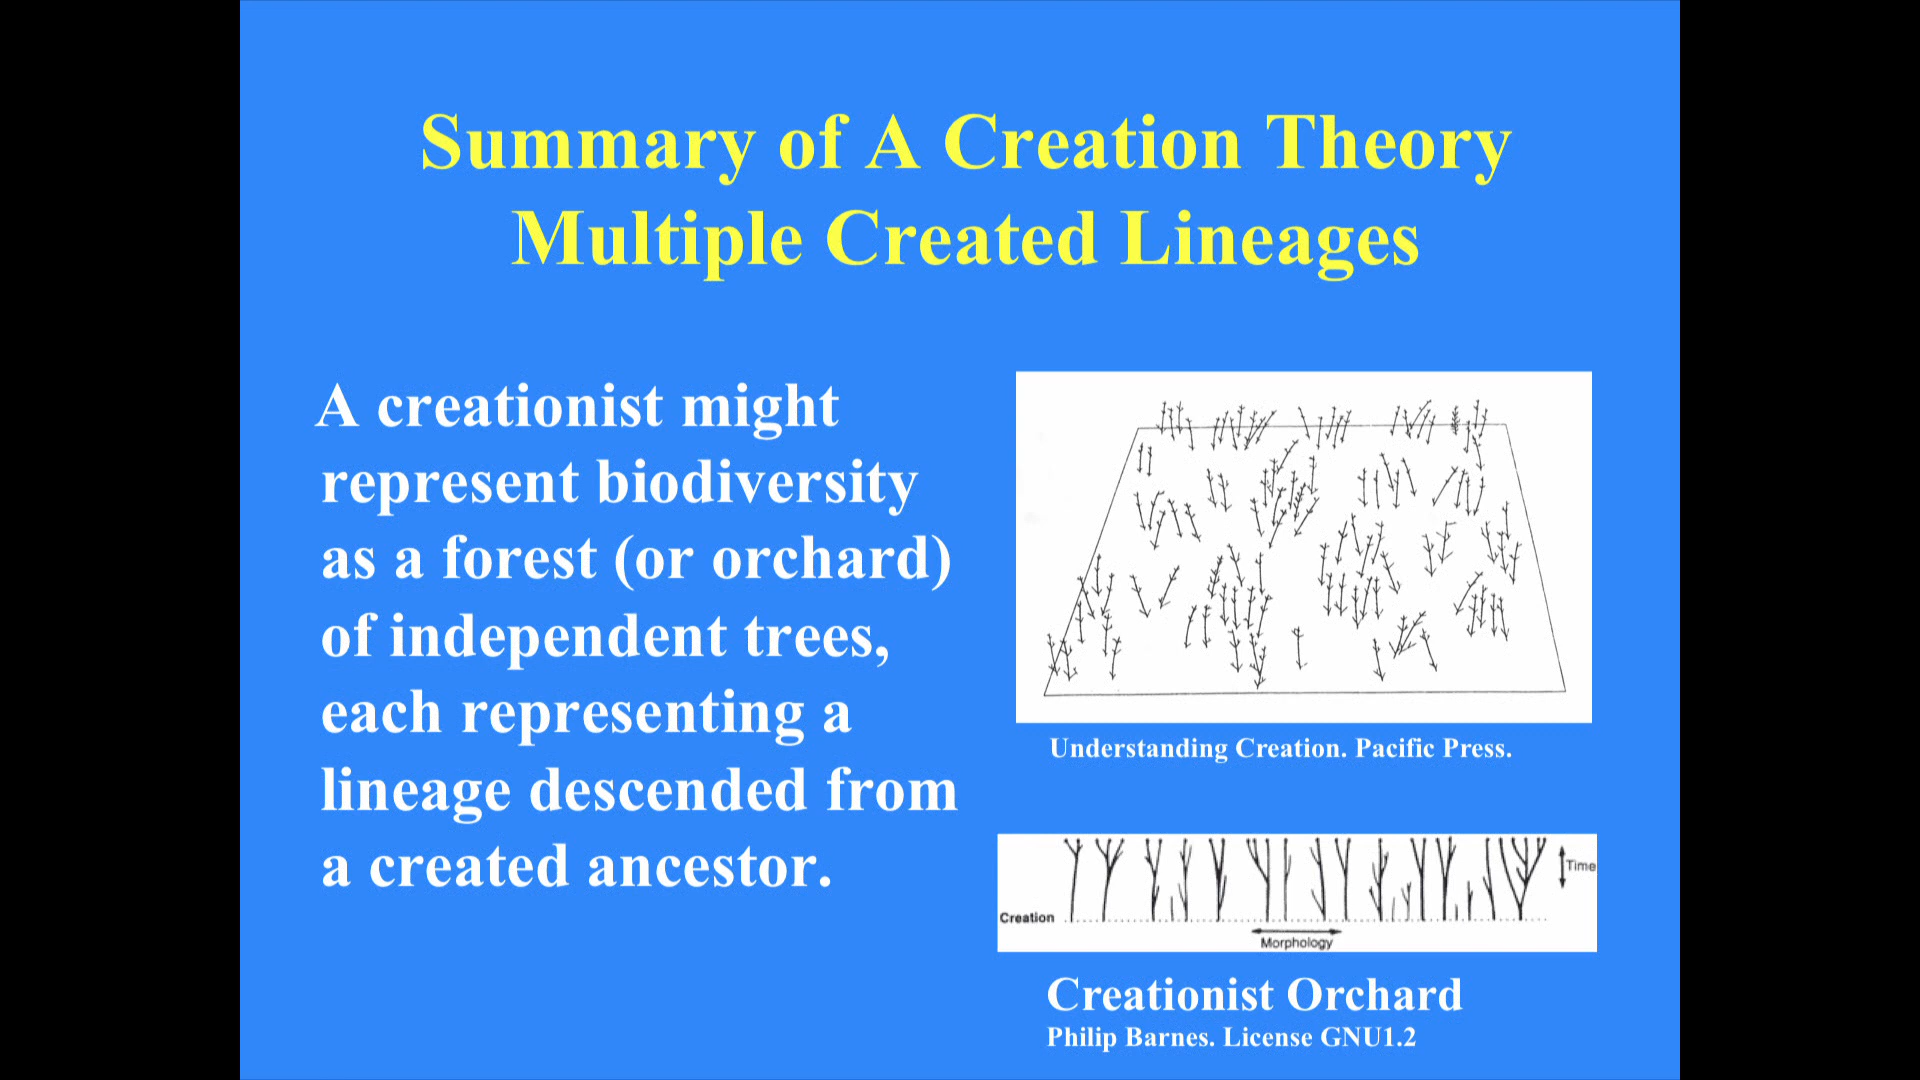 Summary of A Creation Theory
Multiple Created Lineages
A creationist might
represent biodiversity
as a forest (or orchard)
of independent trees,
each representing a
lineage descended from
a created ancestor.
Understanding Creation. Pacific Press.
Time
Creation
Morphology
Creationist Orchard
Philip Barnes. License GNU1.2